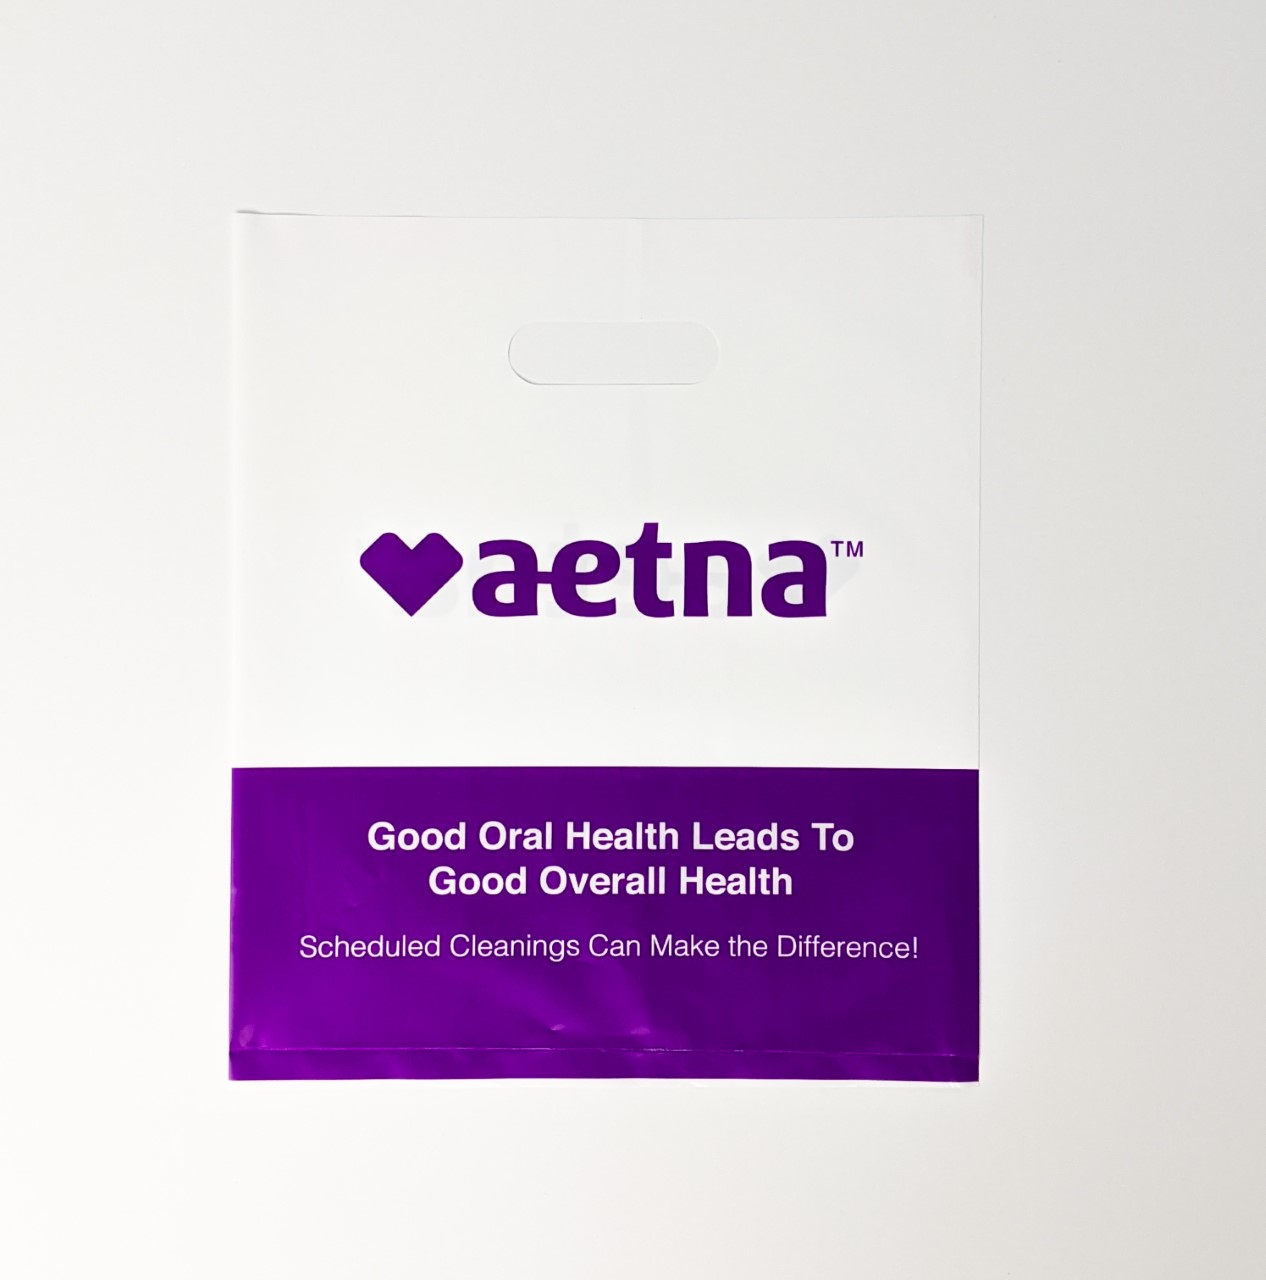 aetna™
Good Oral Health Leads To
Good Overall Health
Scheduled Cleanings Can Make the Difference!